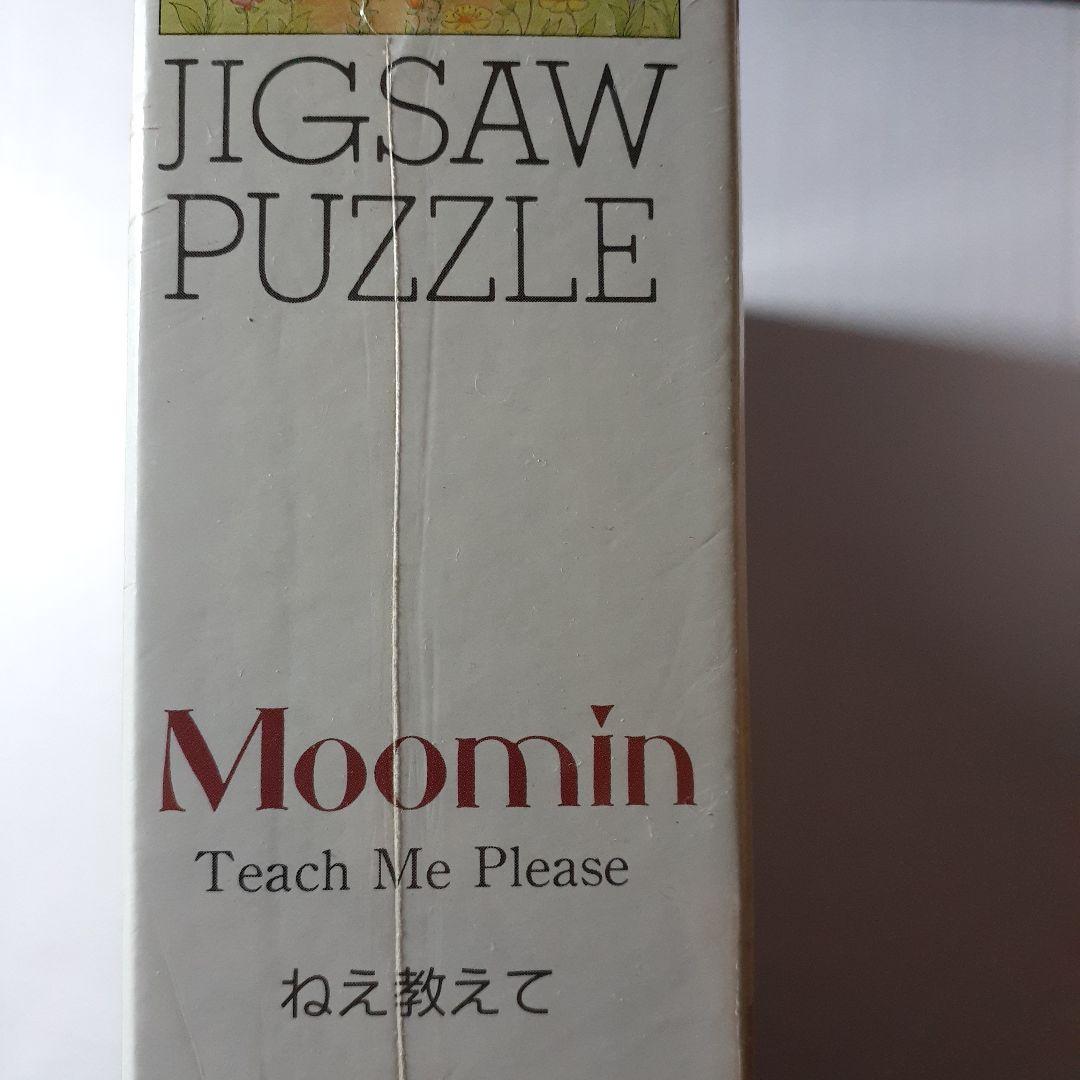 JIGSAW
PUZZLE
Moomin
Teach Me Please
ねえ教えて